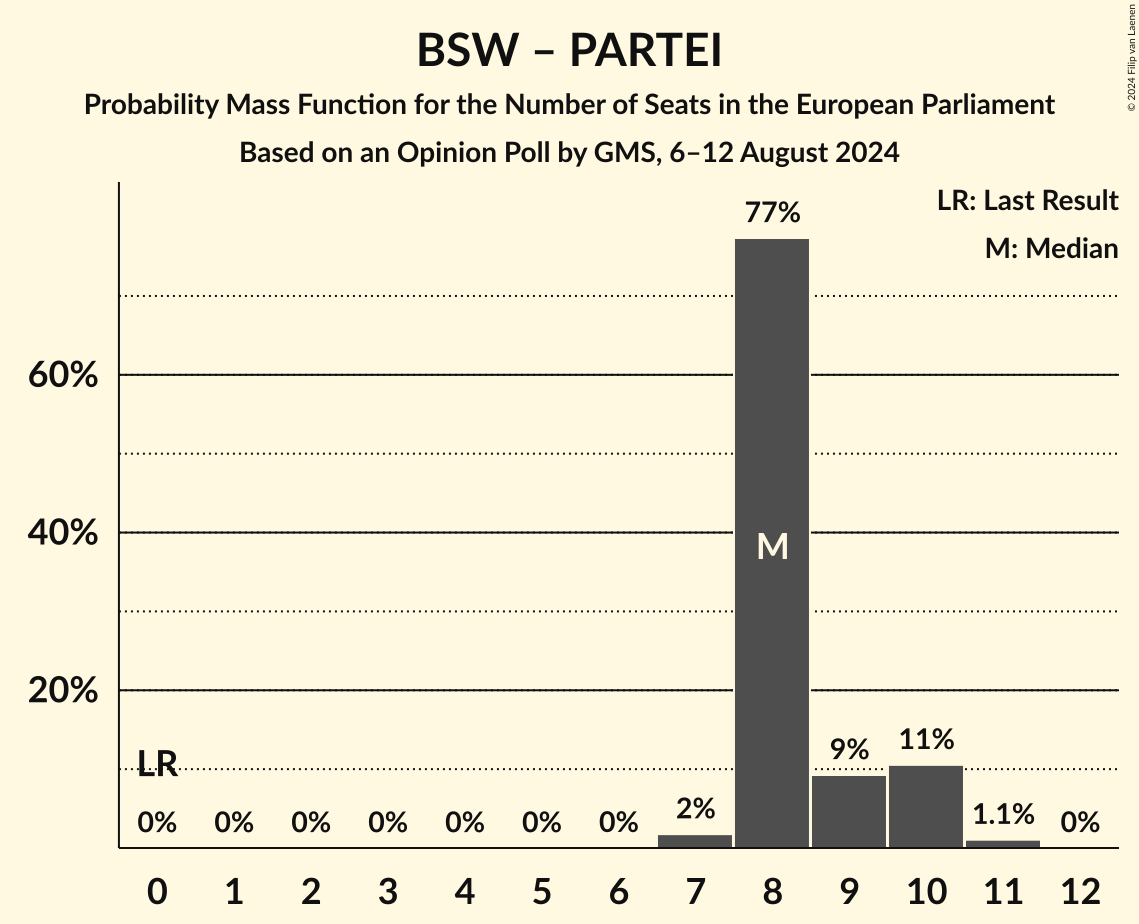 BSW – PARTEI
Probability Mass Function for the Number of Seats in the European Parliament
Based on an Opinion Poll by GMS, 6–12 August 2024
© 2024 Filip van Laenen
LR: Last Result
M: Median
77%
60%
40%
M
20%
LR
0% 0% 0% 0% 0% 0% 0% 2% 9% 11% 1.1% 0%
0 1 2 3 4 5 6 7 8 9 10 11 12